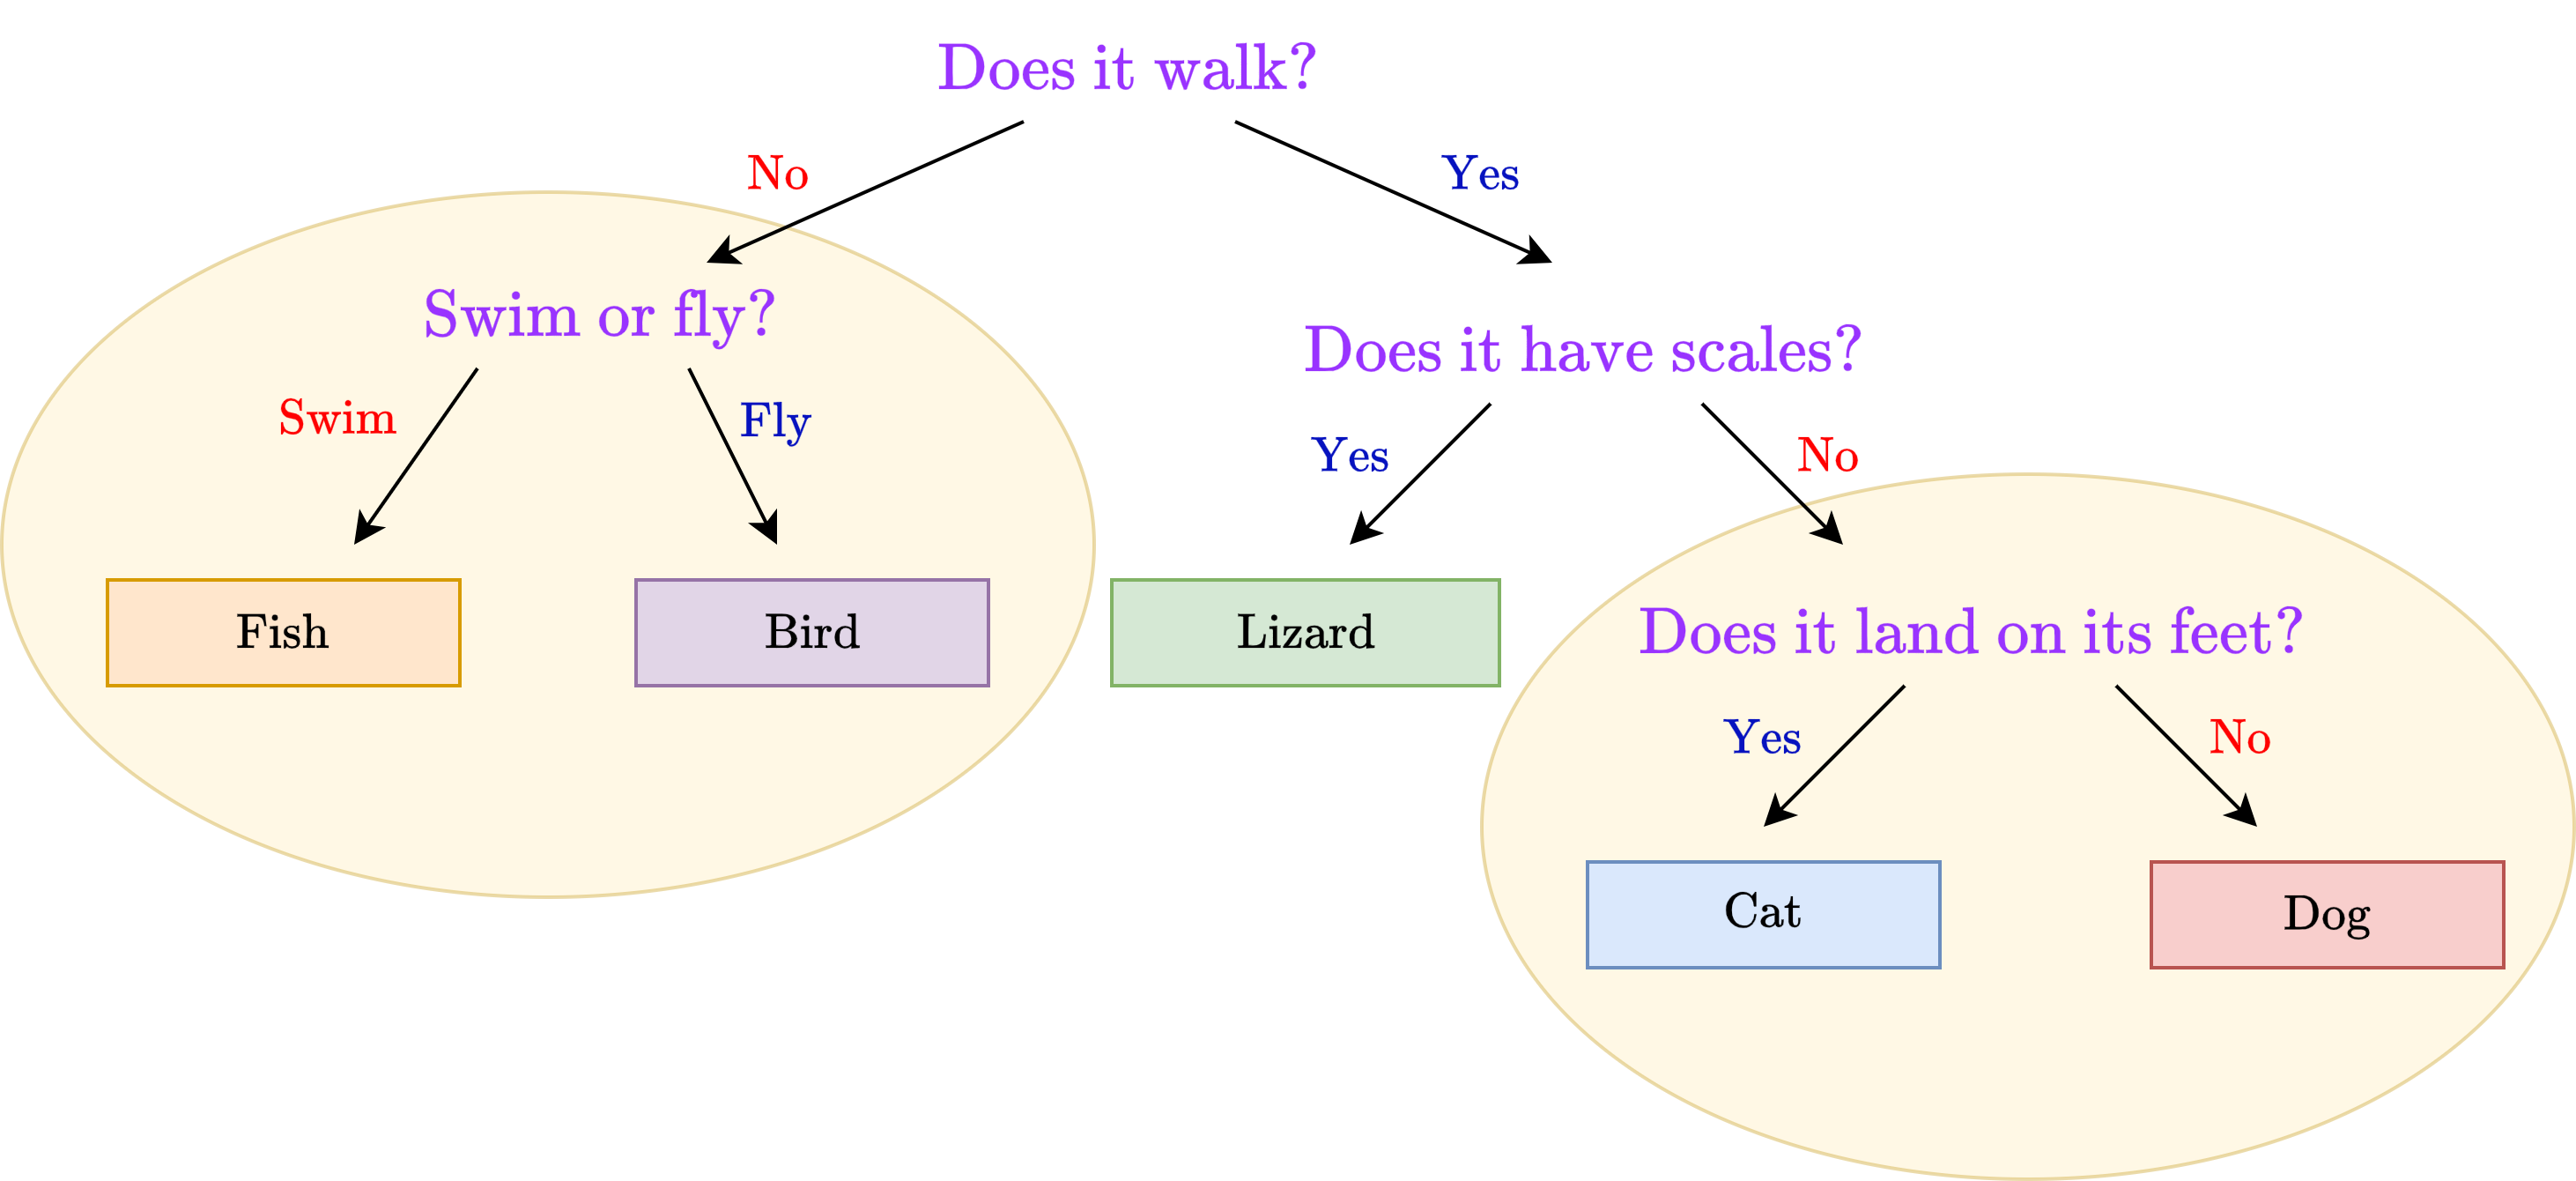 Does it walk?
No
Yes
Swim or fly?
Does it have scales?
Swim
Fly
Yes
No
Fish
Bird
Lizard
Does it land on its feet?
Yes
No
Cat
Dog